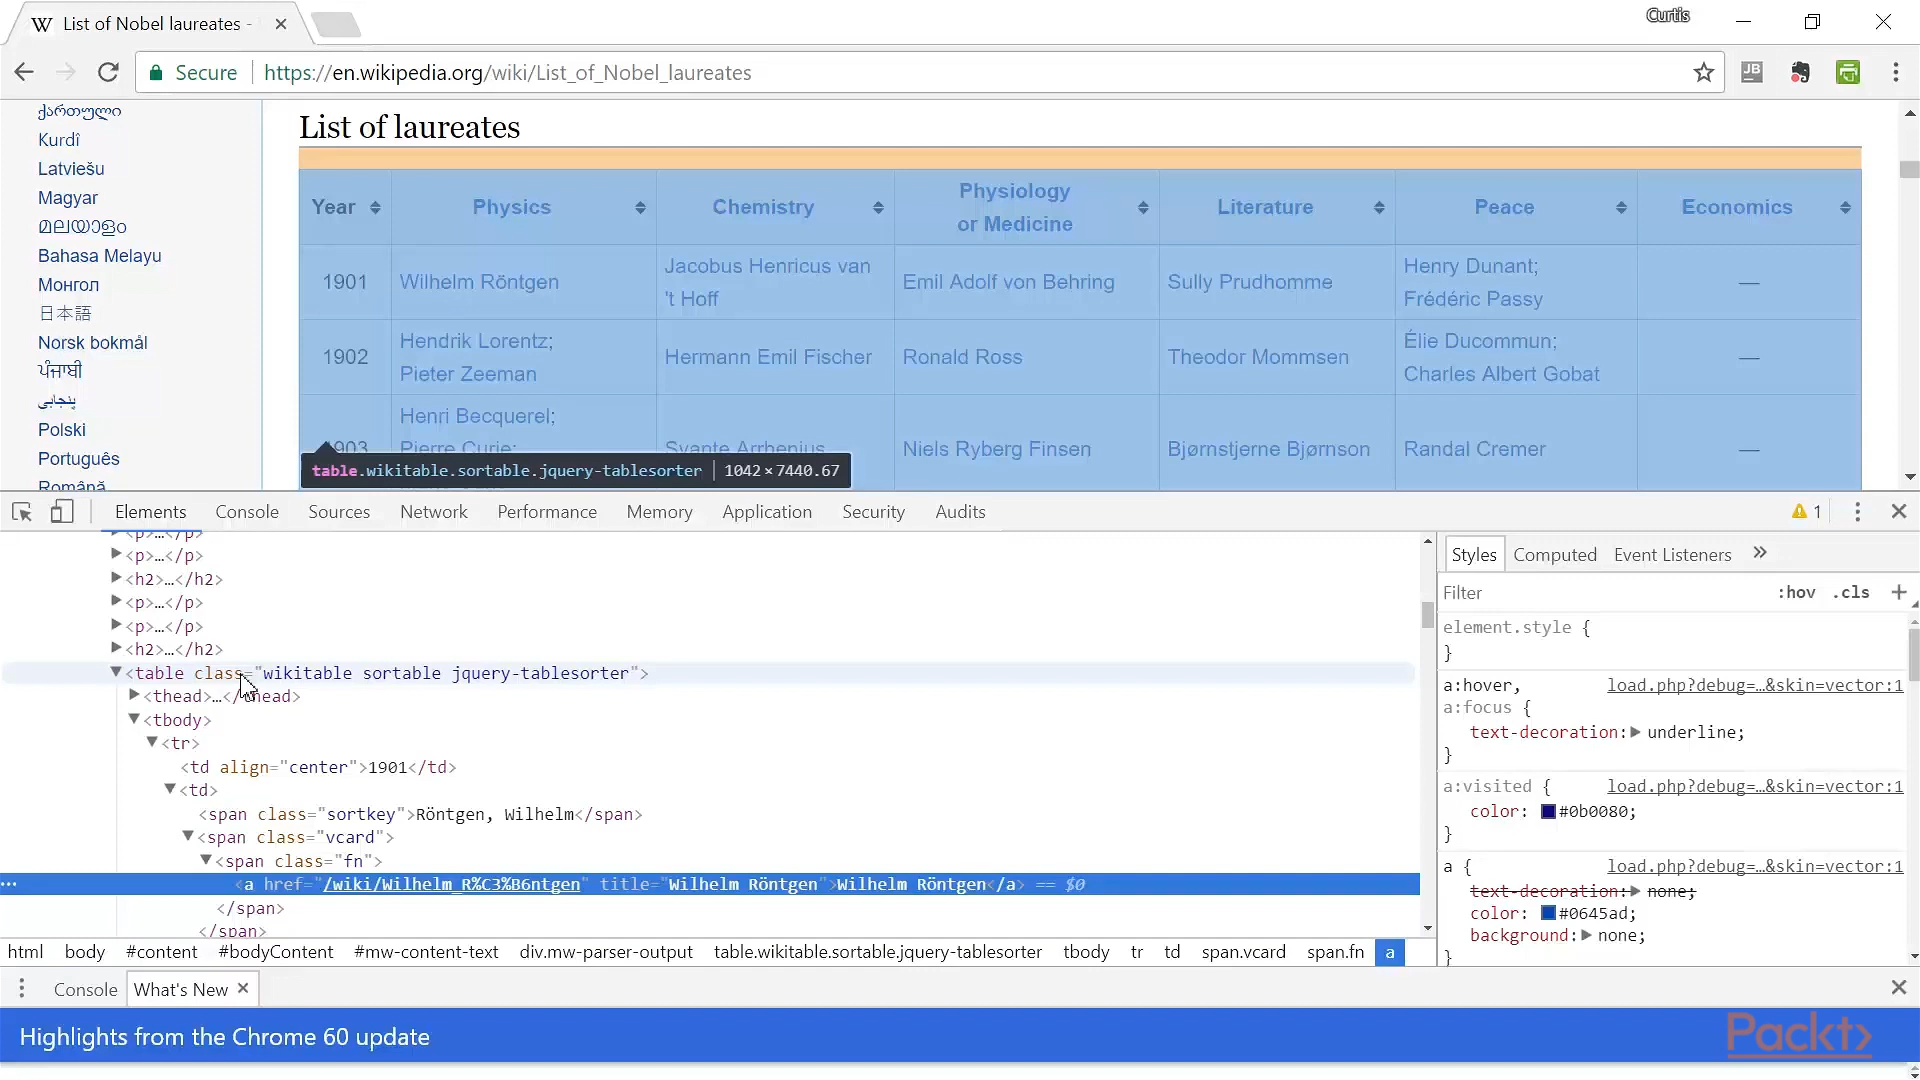 List of Nobel laureates -
Curtis
Secure
https://en.wikipedia.org/wiki/List_of_Nobel_laureates
JB
ქართული
Kurdî
Latviešu
Magyar
മലയാളം
Bahasa Melayu
Монгол
日本語
Norsk bokmål
ਪੰਜਾਬੀ
پنجابی
Polski
Português
Română
List of laureates
Year Physics Chemistry Physiology or Medicine Literature Peace Economics
1901 Wilhelm Röntgen Jacobus Henricus van 't Hoff Emil Adolf von Behring Sully Prudhomme Henry Dunant; Frédéric Passy —
1902 Hendrik Lorentz; Pieter Zeeman Hermann Emil Fischer Ronald Ross Theodor Mommsen Élie Ducommun; Charles Albert Gobat —
1903 Henri Becquerel; Pierre Curie; Svante Arrhenius Niels Ryberg Finsen Bjørnstjerne Bjørnson Randal Cremer —
table.wikitable.sortable.jquery-tablesorter | 1042×7440.67
Elements Console Sources Network Performance Memory Application Security Audits 1
<p>…</p>
<p>…</p>
<h2>…</h2>
<p>…</p>
<p>…</p>
<h2>…</h2>
<table class="wikitable sortable jquery-tablesorter">
<thead>…</thead>
<tbody>
<tr>
<td align="center">1901</td>
<td>
<span class="sortkey">Röntgen, Wilhelm</span>
<span class="vcard">
<span class="fn">
<a href="/wiki/Wilhelm_R%C3%B6ntgen" title="Wilhelm Röntgen">Wilhelm Röntgen</a> == $0
</span>
</span>
html body #content #bodyContent #mw-content-text div.mw-parser-output table.wikitable.sortable.jquery-tablesorter tbody tr td span.vcard span.fn a
Styles Computed Event Listeners »
Filter :hov .cls +
element.style {
}
a:hover, load.php?debug=…&skin=vector:1
a:focus {
text-decoration: underline;
}
a:visited { load.php?debug=…&skin=vector:1
color: #0b0080;
}
a { load.php?debug=…&skin=vector:1
text-decoration: none;
color: #0645ad;
background: none;
}
Console What's New
Highlights from the Chrome 60 update
Packt>